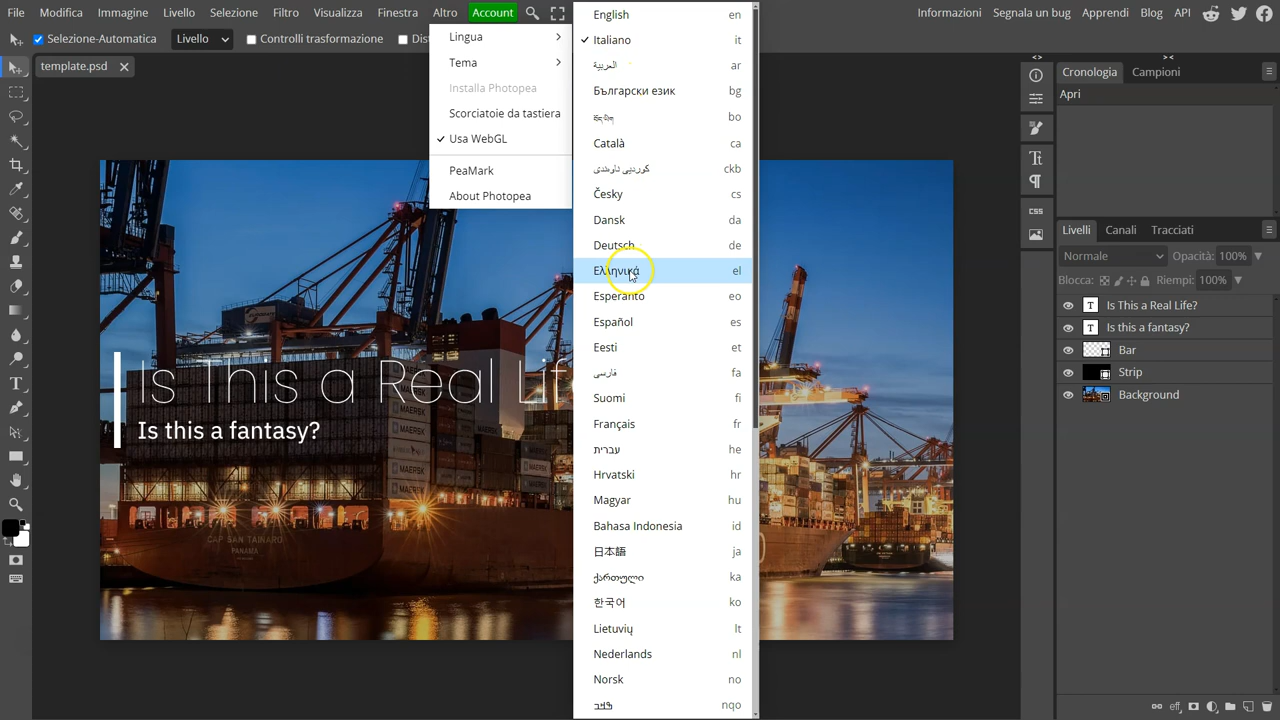 File
Immagine
Livello
Selezione
Filtro
Visualizza
Finestra
Altro
Account
Informazioni
Segnala un
Apprendi
Blog
Selezione-Automatica
Livello
Controlli trasformazione
template.psd
Lingua
Tema
Installa Photopea
Scorciatoie da tastiera
Usa WebGL
PeaMark
About Photopea
English en
Italiano it
العربية ar
Български език bg
bo
Català ca
کوردیی ناوەندی ckb
Česky cs
Dansk da
Deutsch de
Ελληνικά el
Esperanto eo
Español es
Eesti et
فارسی fa
Suomi fi
Français fr
עברית he
Hrvatski hr
Magyar hu
Bahasa Indonesia id
日本語 ja
ქართული ka
한국어 ko
Lietuvių lt
Nederlands nl
Norsk no
nqo
Is This a Real Lif
Is this a fantasy?
MAERSK
CAP SAN TAINARO
PANAMA
Cronologia
Campioni
CSS
Livelli
Canali
Tracciati
Normale
Opacità: 100%
Riempi: 100%
Is This a Real Life?
Is this a fantasy?
Bar
Strip
Background
eff